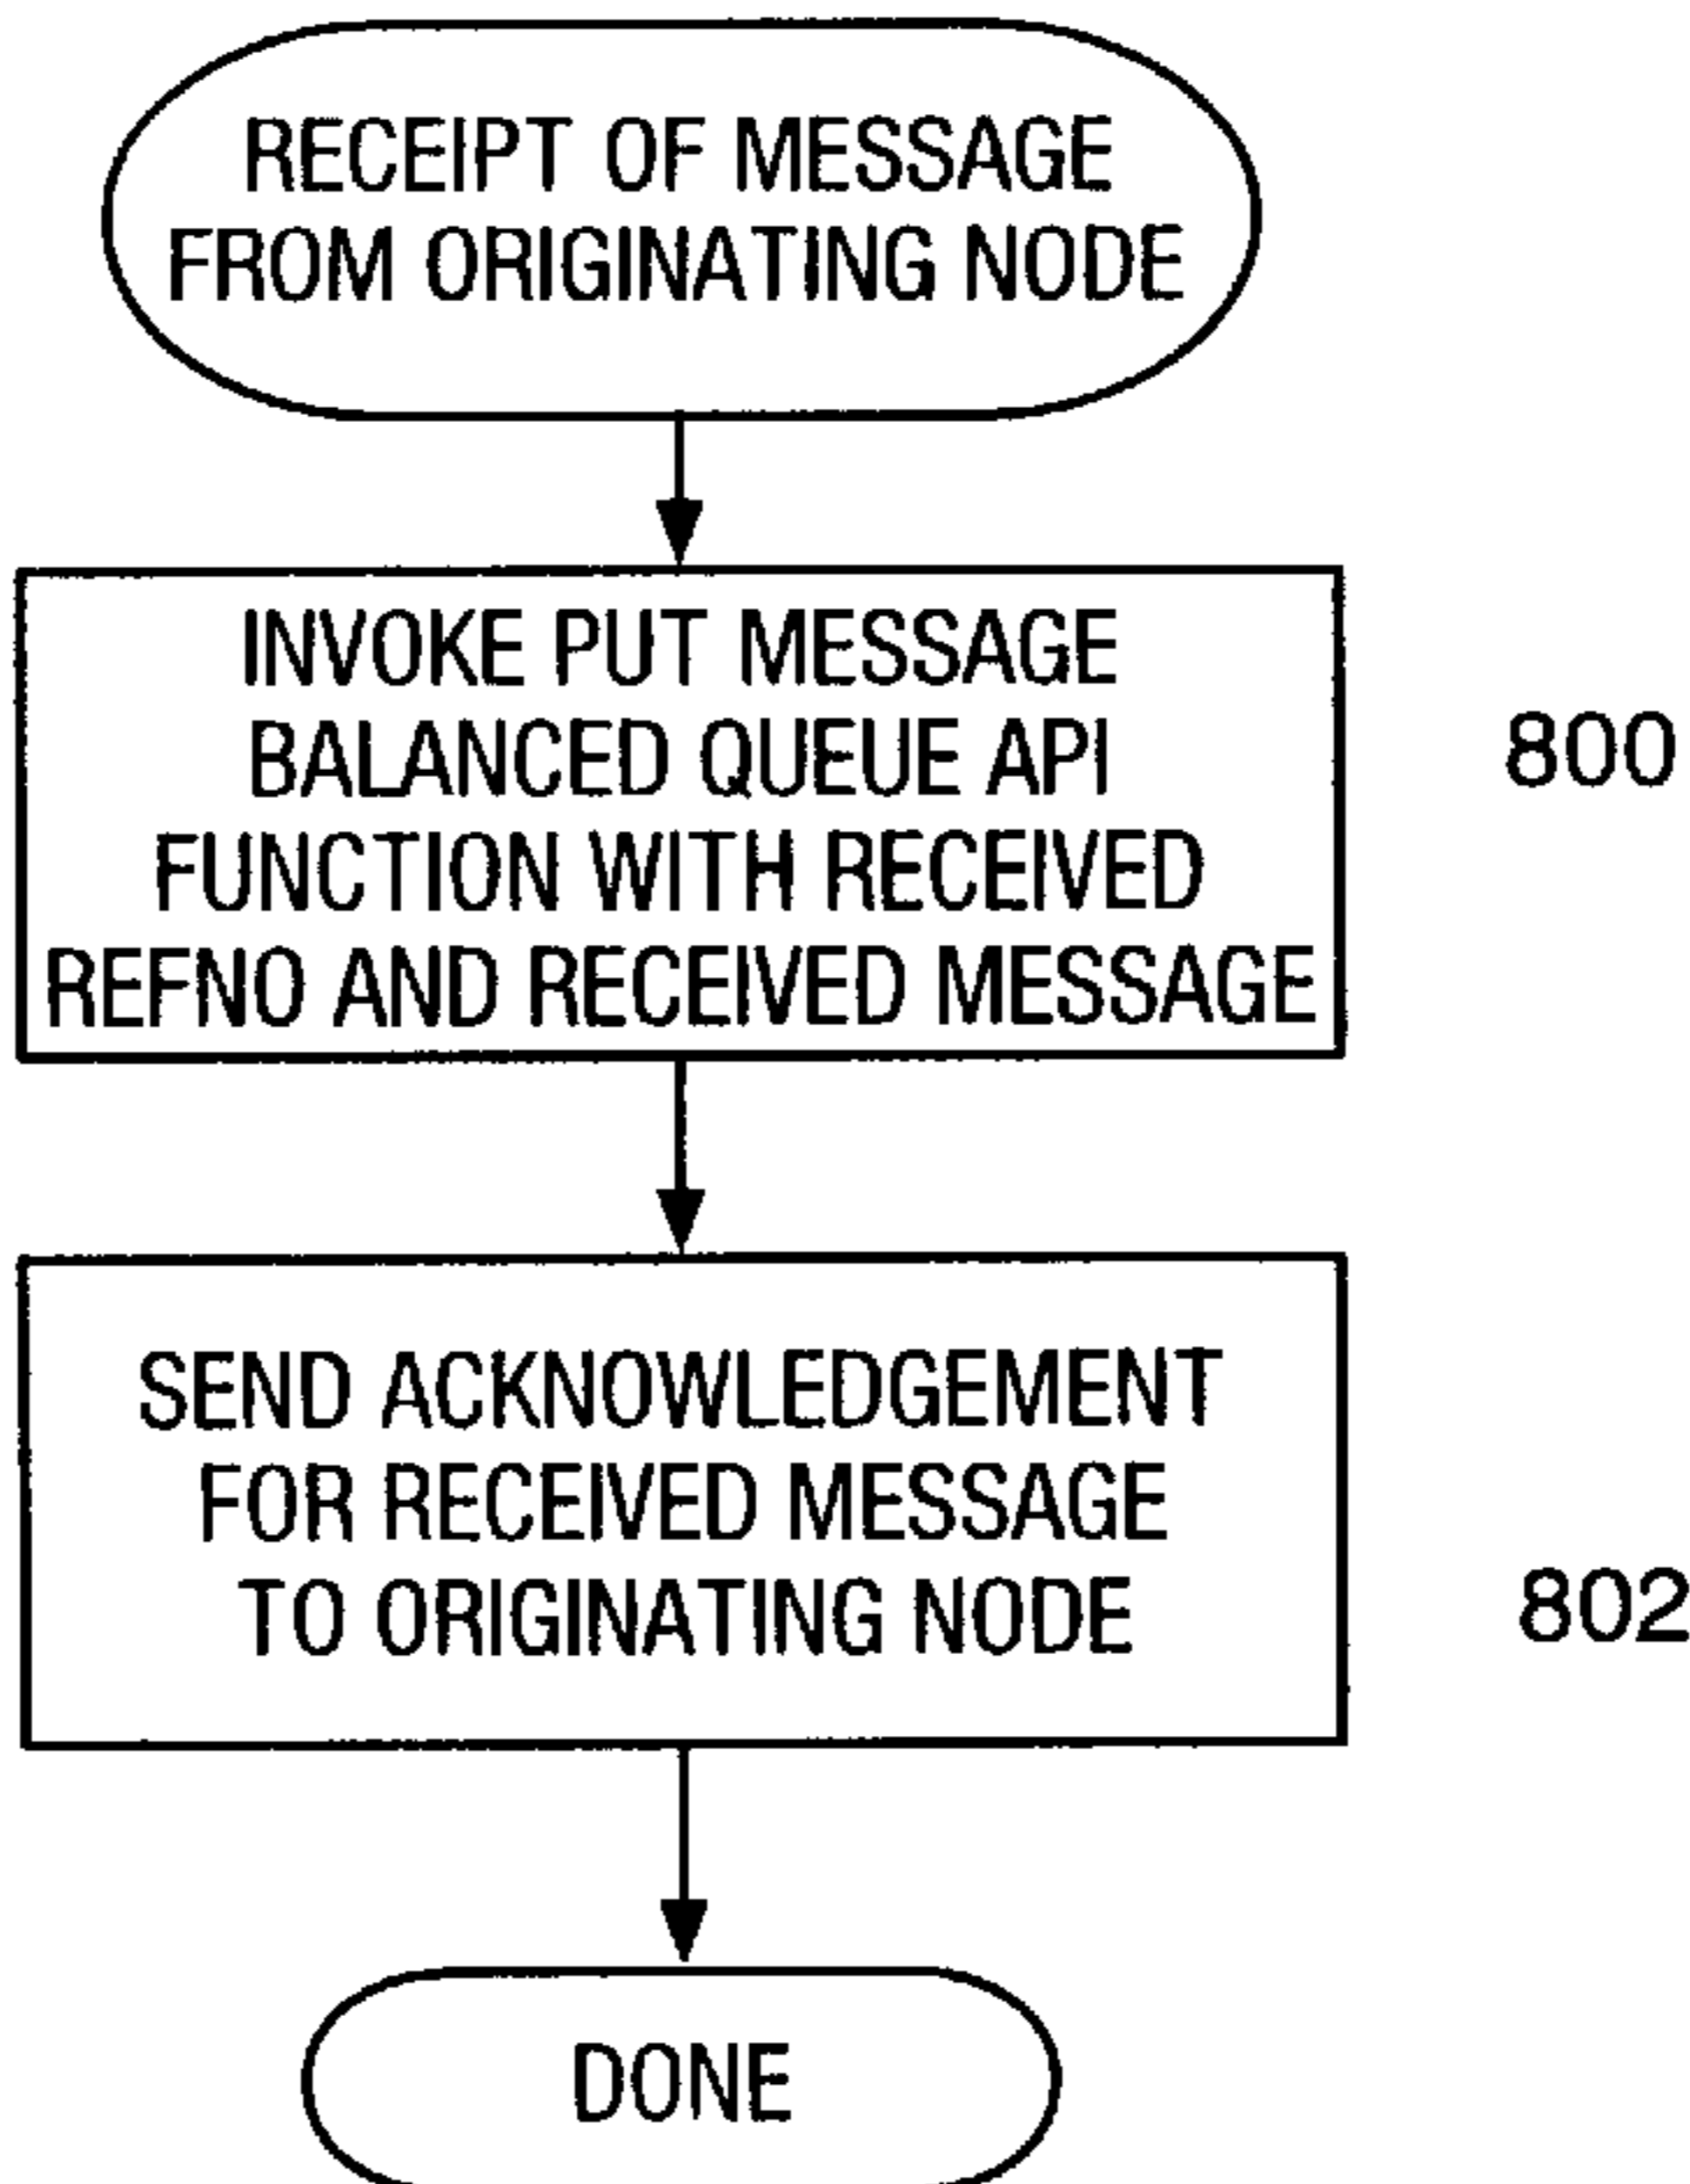 RECEIPT OF MESSAGE
FROM ORIGINATING NODE
INVOKE PUT MESSAGE
BALANCED QUEUE API
FUNCTION WITH RECEIVED
REFNO AND RECEIVED MESSAGE
800
SEND ACKNOWLEDGEMENT
FOR RECEIVED MESSAGE
TO ORIGINATING NODE
802
DONE